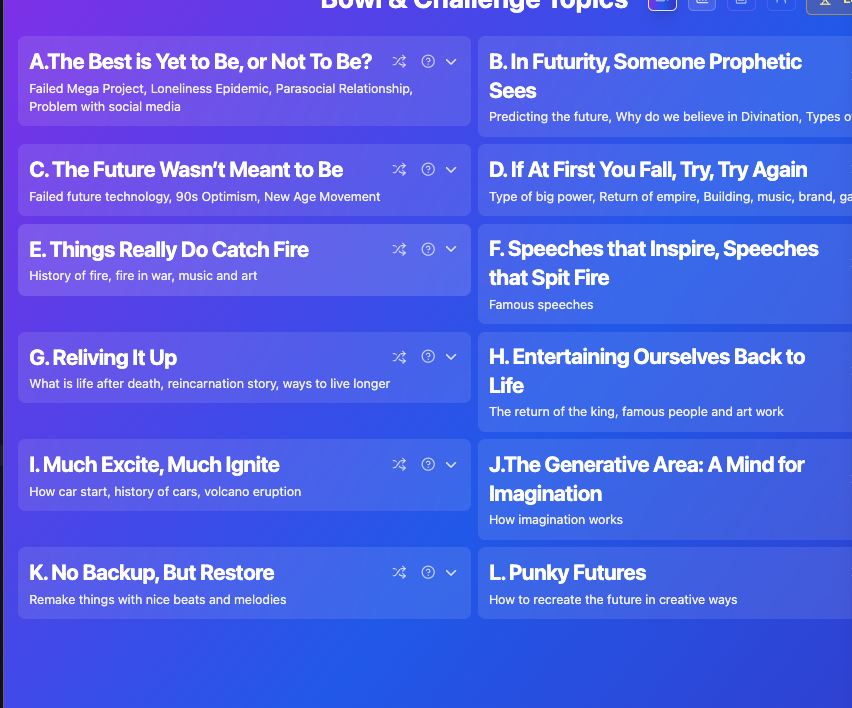 Bowl & Challenge Topics
A.The Best is Yet to Be, or Not To Be?
Failed Mega Project, Loneliness Epidemic, Parasocial Relationship,
Problem with social media
B. In Futurity, Someone Prophetic
Sees
Predicting the future, Why do we believe in Divination, Types
C. The Future Wasn’t Meant to Be
Failed future technology, 90s Optimism, New Age Movement
D. If At First You Fall, Try, Try Again
Type of big power, Return of empire, Building, music, brand,
E. Things Really Do Catch Fire
History of fire, fire in war, music and art
F. Speeches that Inspire, Speeches
that Spit Fire
Famous speeches
G. Reliving It Up
What is life after death, reincarnation story, ways to live longer
H. Entertaining Ourselves Back to
Life
The return of the king, famous people and art work
I. Much Excite, Much Ignite
How car start, history of cars, volcano eruption
J.The Generative Area: A Mind for
Imagination
How imagination works
K. No Backup, But Restore
Remake things with nice beats and melodies
L. Punky Futures
How to recreate the future in creative ways